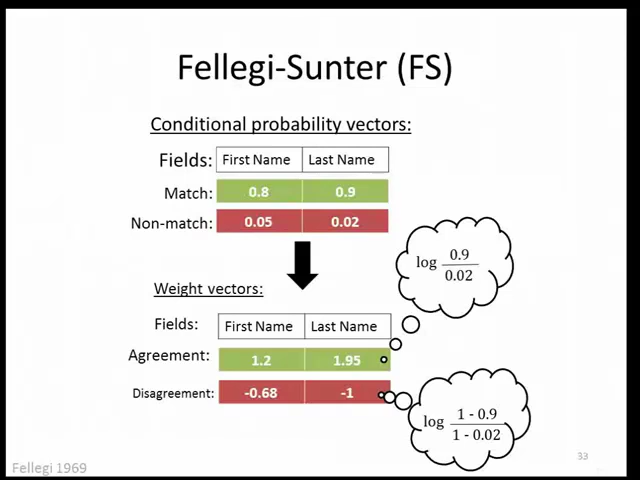 Fellegi-Sunter (FS)
Conditional probability vectors:
Fields: First Name Last Name
Match: 0.8 0.9
Non-match: 0.05 0.02
log 0.9
0.02
Weight vectors:
Fields: First Name Last Name
Agreement: 1.2 1.95
Disagreement: -0.68 -1
log 1 - 0.9
1 - 0.02
33
Fellegi 1969